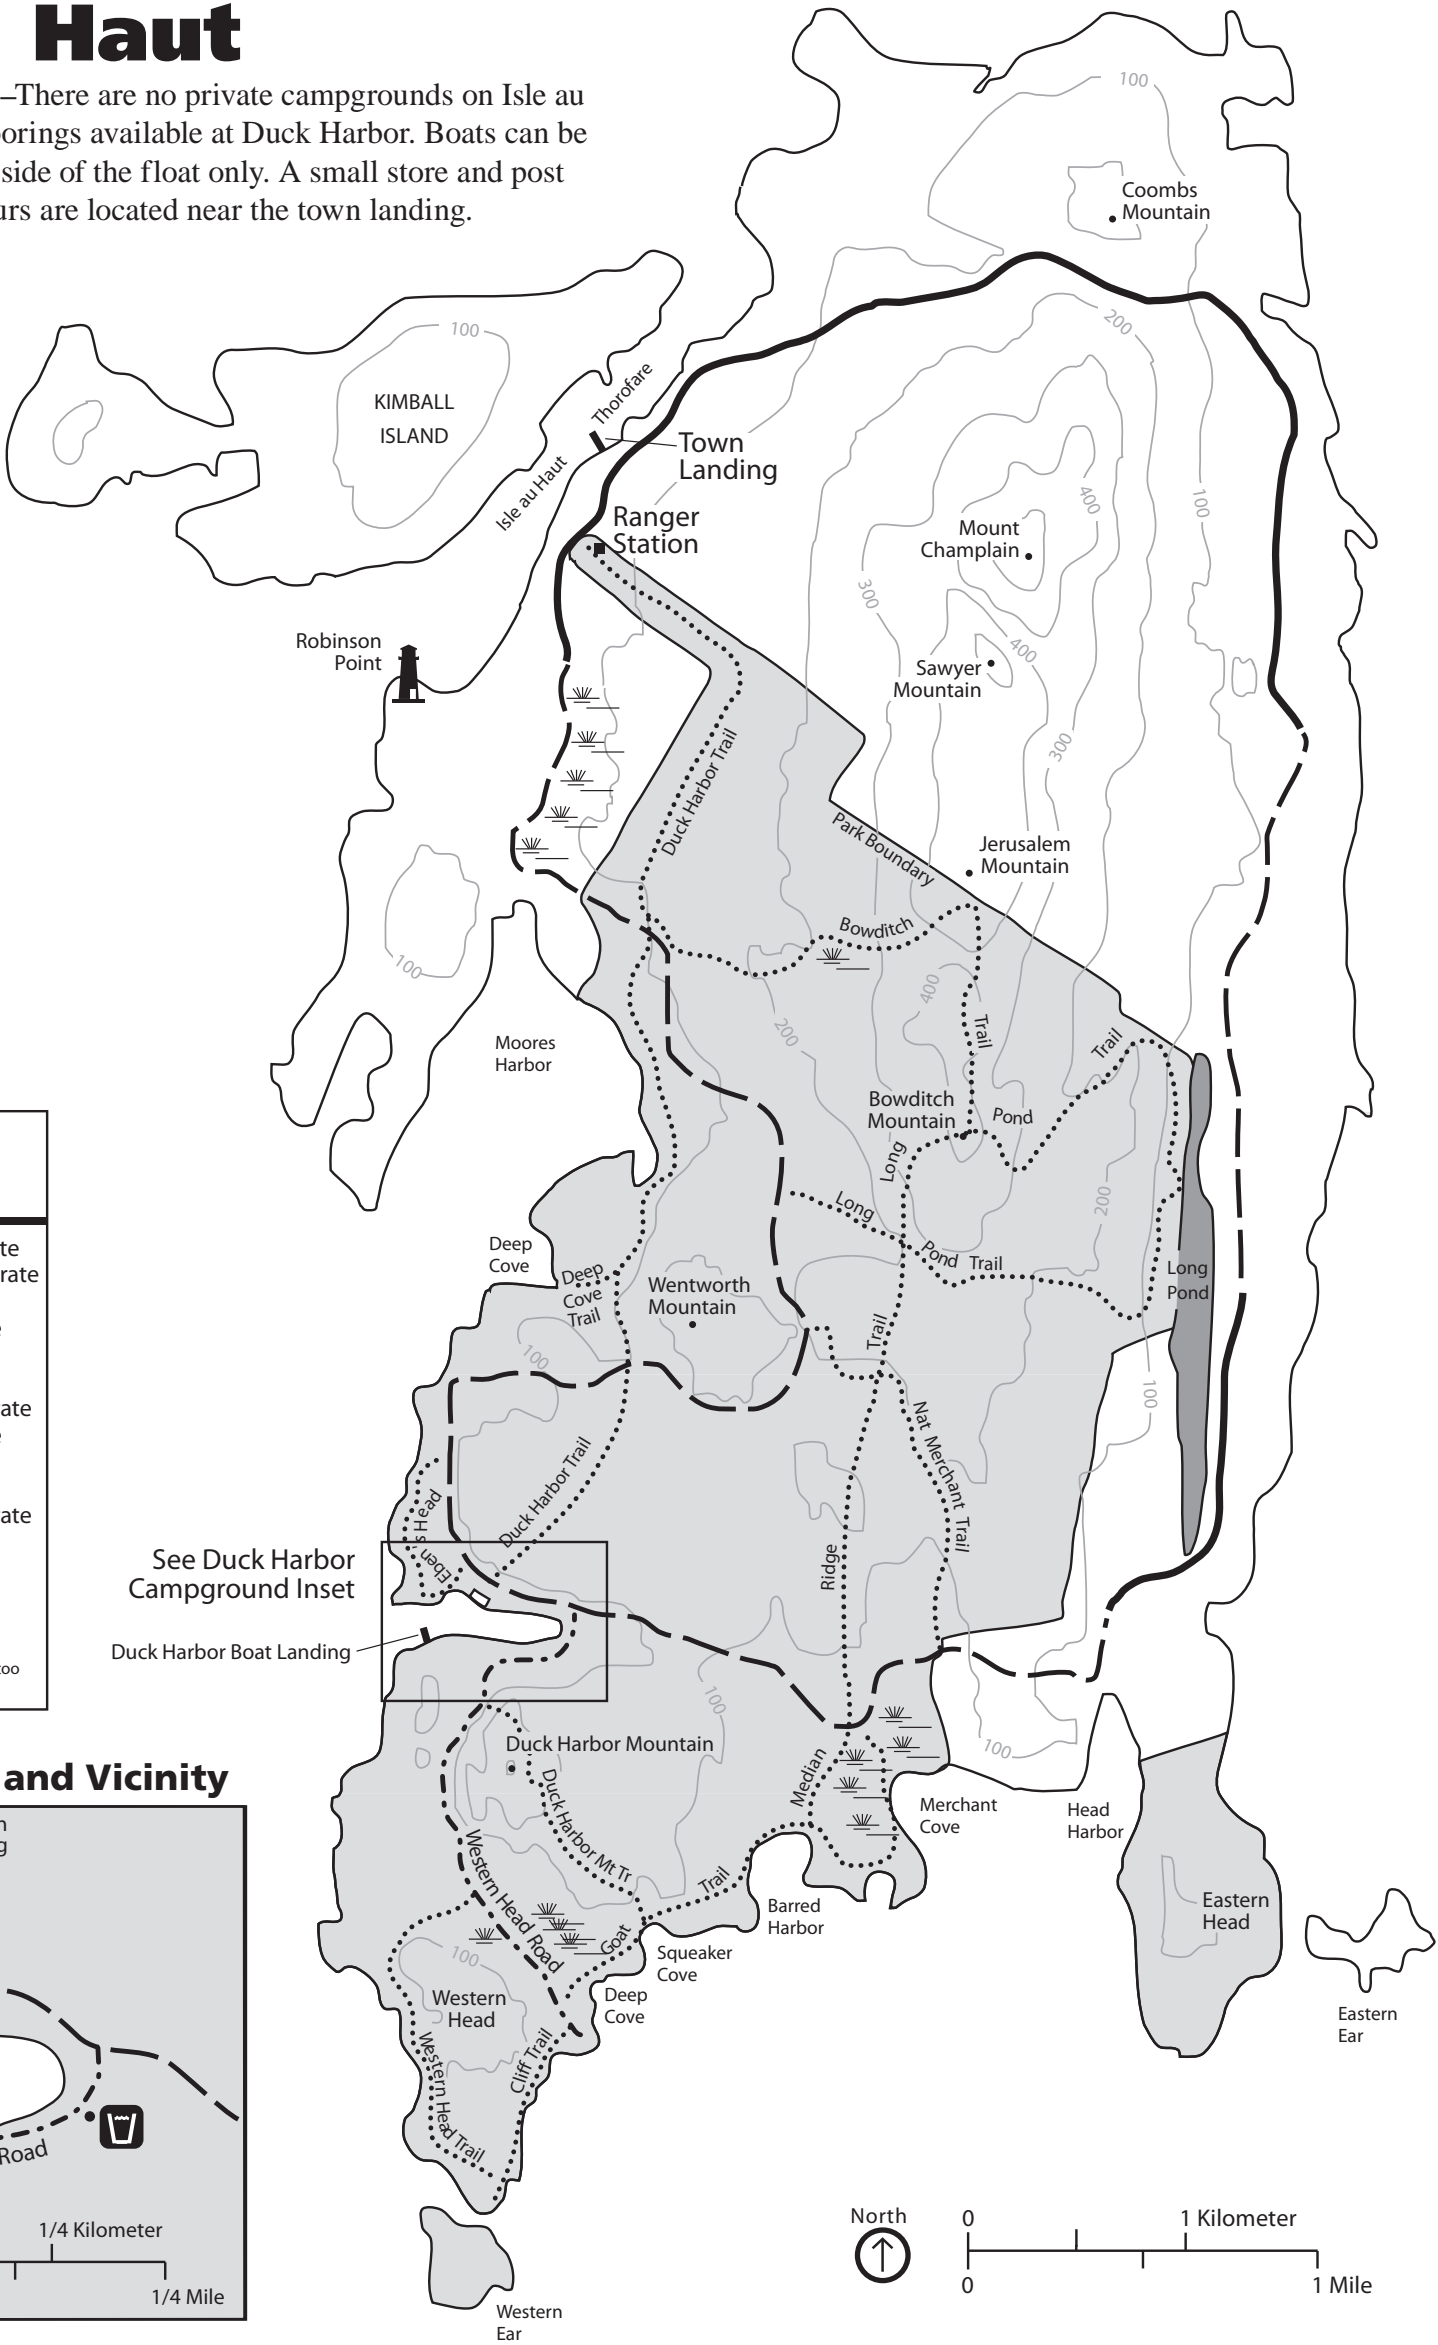 Haut
–There are no private campgrounds on Isle au
oorings available at Duck Harbor. Boats can be
side of the float only. A small store and post
urs are located near the town landing.
100
Coombs
Mountain
200
100
KIMBALL
ISLAND
Thorofare
Isle au Haut
Town
Landing
Ranger
Station
400
100
Mount
Champlain
300
Robinson
Point
400
Sawyer
Mountain
300
Duck Harbor Trail
Park Boundary
Jerusalem
Mountain
Bowditch
Trail
100
400
200
Moores
Harbor
Trail
Bowditch
Mountain
Pond
Long
200
Long
Pond Trail
Long
Pond
Deep
Cove
Deep
Cove
Trail
Wentworth
Mountain
100
Trail
100
Nat Merchant Trail
Duck Harbor Trail
Eben's Head
Ridge
te
rate
ate
ate
too
See Duck Harbor
Campground Inset
Duck Harbor Boat Landing
100
100
Duck Harbor Mountain
Duck Harbor Mt Tr
Median
Merchant
Cove
Head
Harbor
Western Head Road
Trail
Barred
Harbor
Eastern
Head
Goat
Squeaker
Cove
100
Western
Head
Deep
Cove
Eastern
Ear
Cliff Trail
Western Head Trail
Western
Ear
and Vicinity
n
g
Road
1/4 Kilometer
1/4 Mile
North
0
1 Kilometer
0
1 Mile